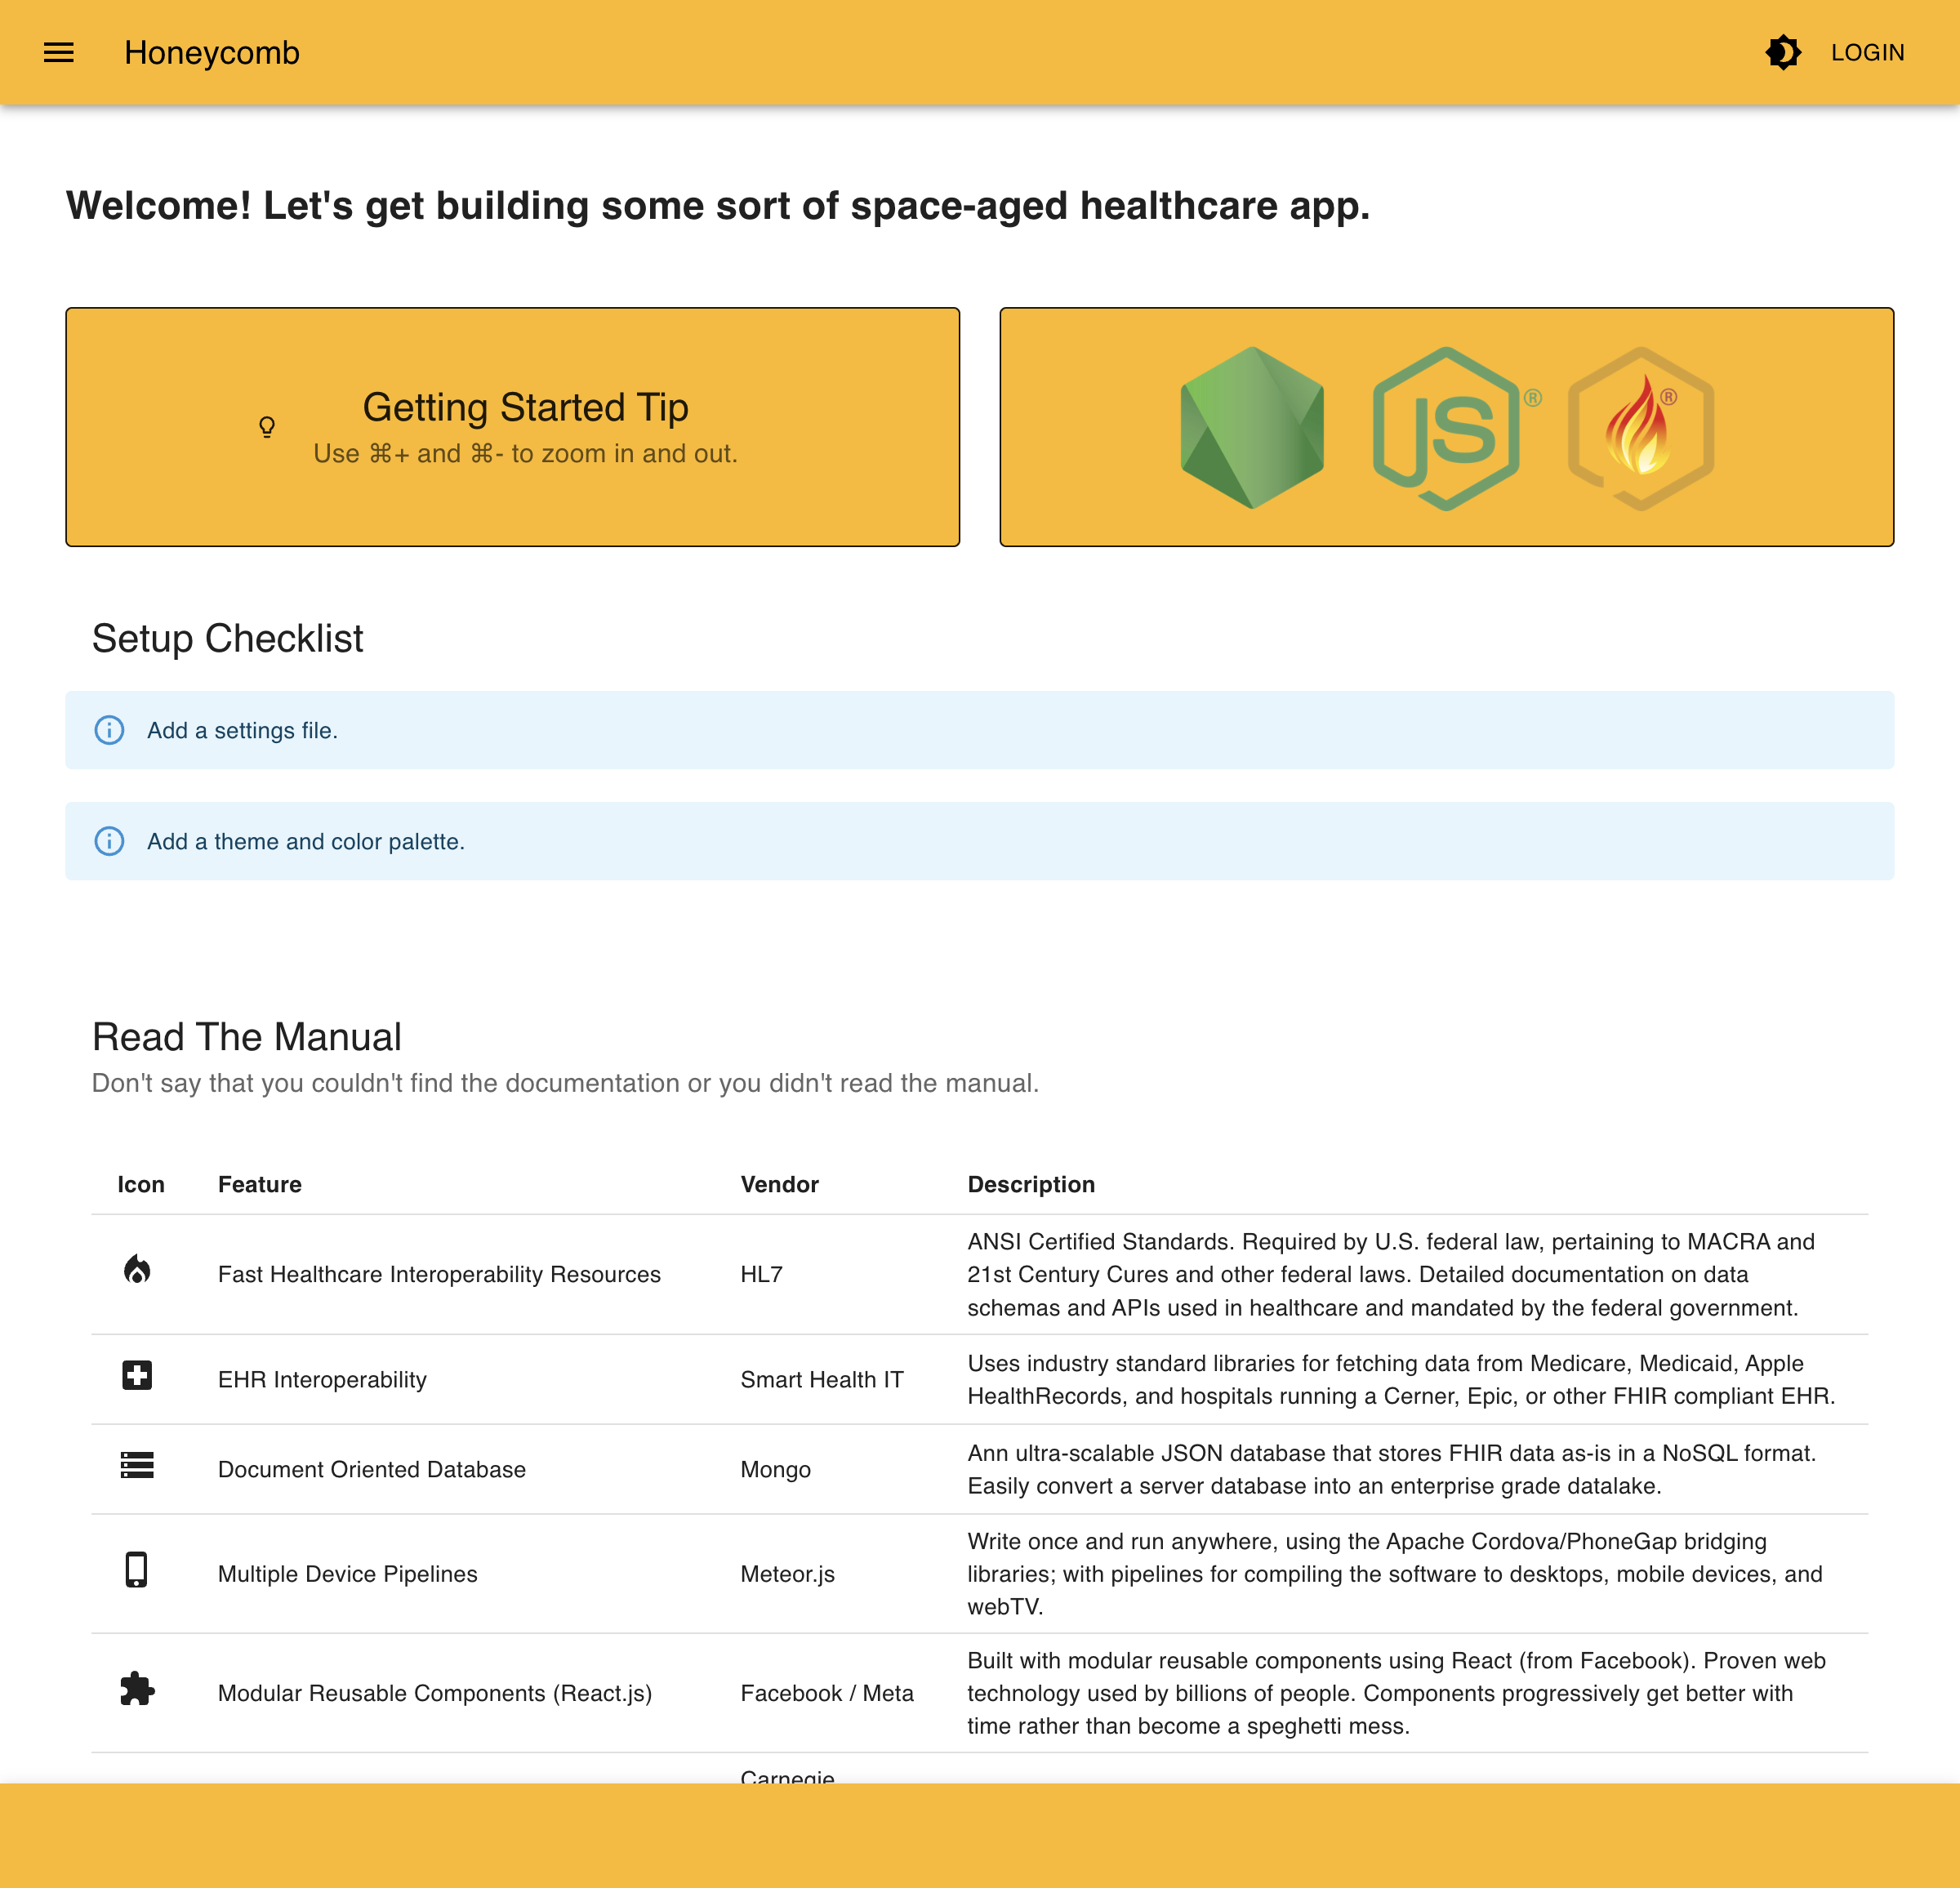 Honeycomb
LOGIN
Welcome! Let's get building some sort of space-aged healthcare app.
Getting Started Tip
Use ⌘+ and ⌘- to zoom in and out.
JS®
®
Setup Checklist
Add a settings file.
Add a theme and color palette.
Read The Manual
Don't say that you couldn't find the documentation or you didn't read the manual.
Icon Feature Vendor Description
Fast Healthcare Interoperability Resources HL7
ANSI Certified Standards. Required by U.S. federal law, pertaining to MACRA and
21st Century Cures and other federal laws. Detailed documentation on data
schemas and APIs used in healthcare and mandated by the federal government.
EHR Interoperability Smart Health IT
Uses industry standard libraries for fetching data from Medicare, Medicaid, Apple
HealthRecords, and hospitals running a Cerner, Epic, or other FHIR compliant EHR.
Document Oriented Database Mongo
Ann ultra-scalable JSON database that stores FHIR data as-is in a NoSQL format.
Easily convert a server database into an enterprise grade datalake.
Multiple Device Pipelines Meteor.js
Write once and run anywhere, using the Apache Cordova/PhoneGap bridging
libraries; with pipelines for compiling the software to desktops, mobile devices, and
webTV.
Modular Reusable Components (React.js) Facebook / Meta
Built with modular reusable components using React (from Facebook). Proven web
technology used by billions of people. Components progressively get better with
time rather than become a speghetti mess.
Carnegie